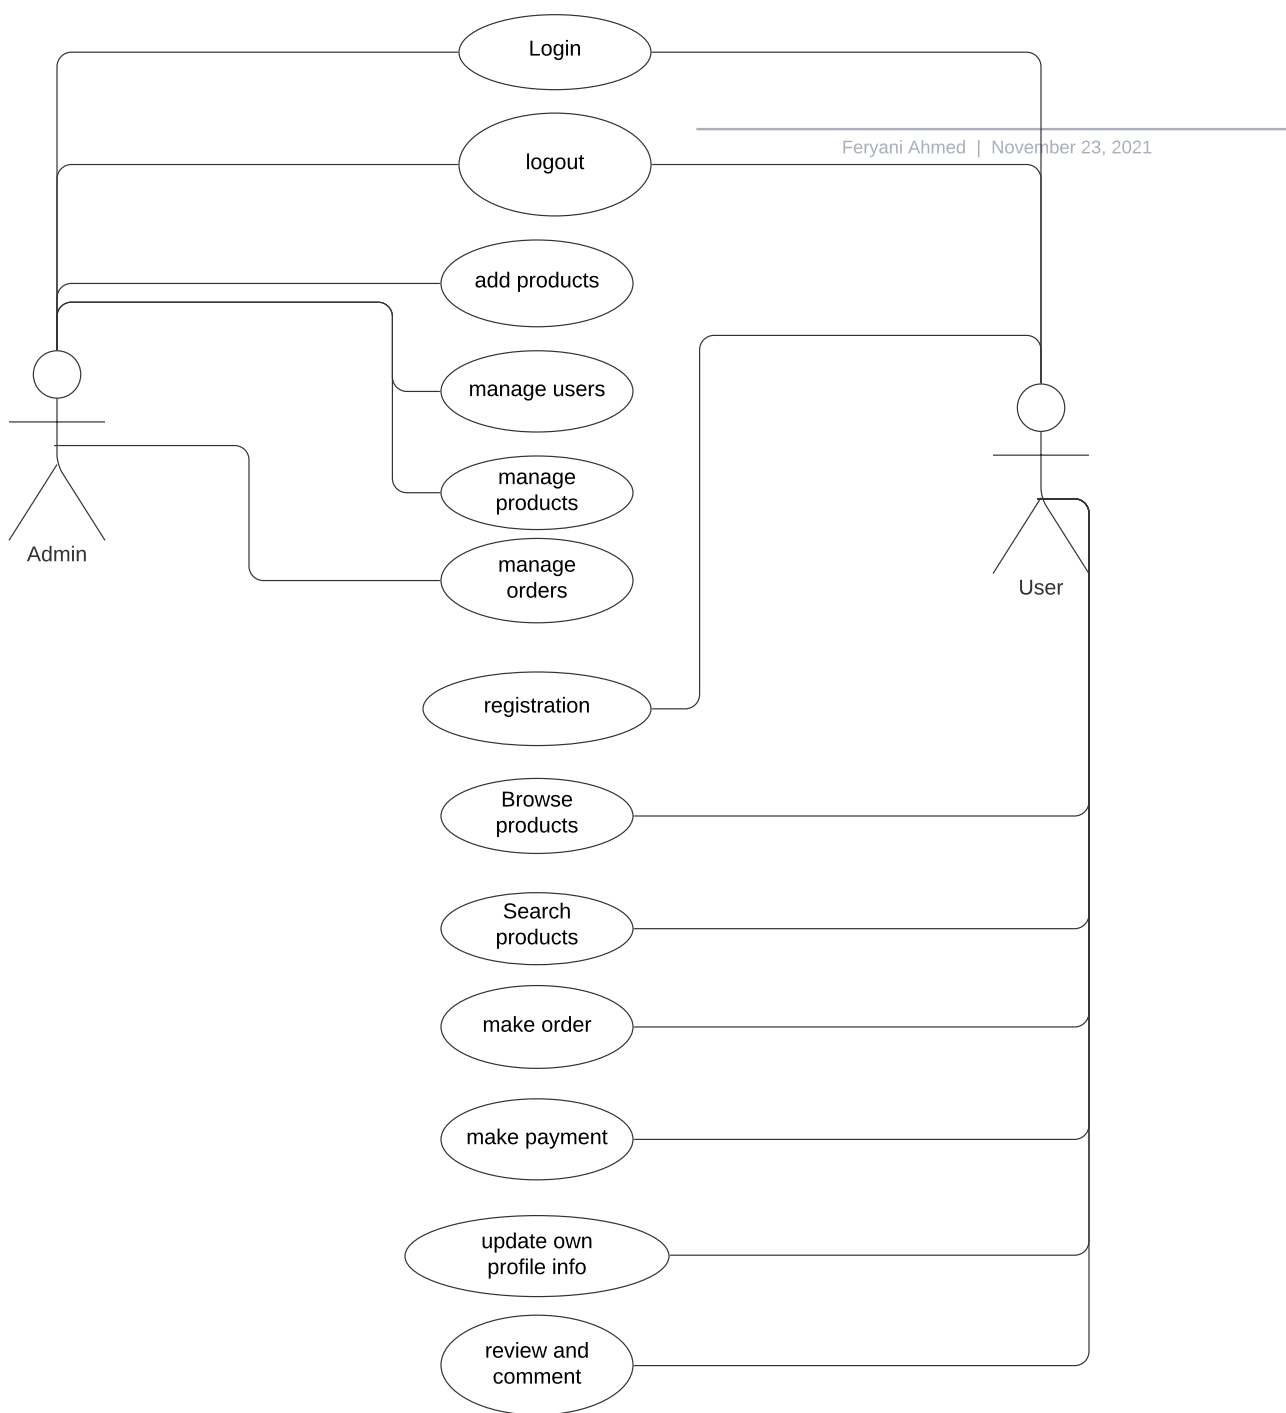 Login
Feryani Ahmed | November 23, 2021
logout
add products
manage users
manage
products
manage
orders
Admin
User
registration
Browse
products
Search
products
make order
make payment
update own
profile info
review and
comment